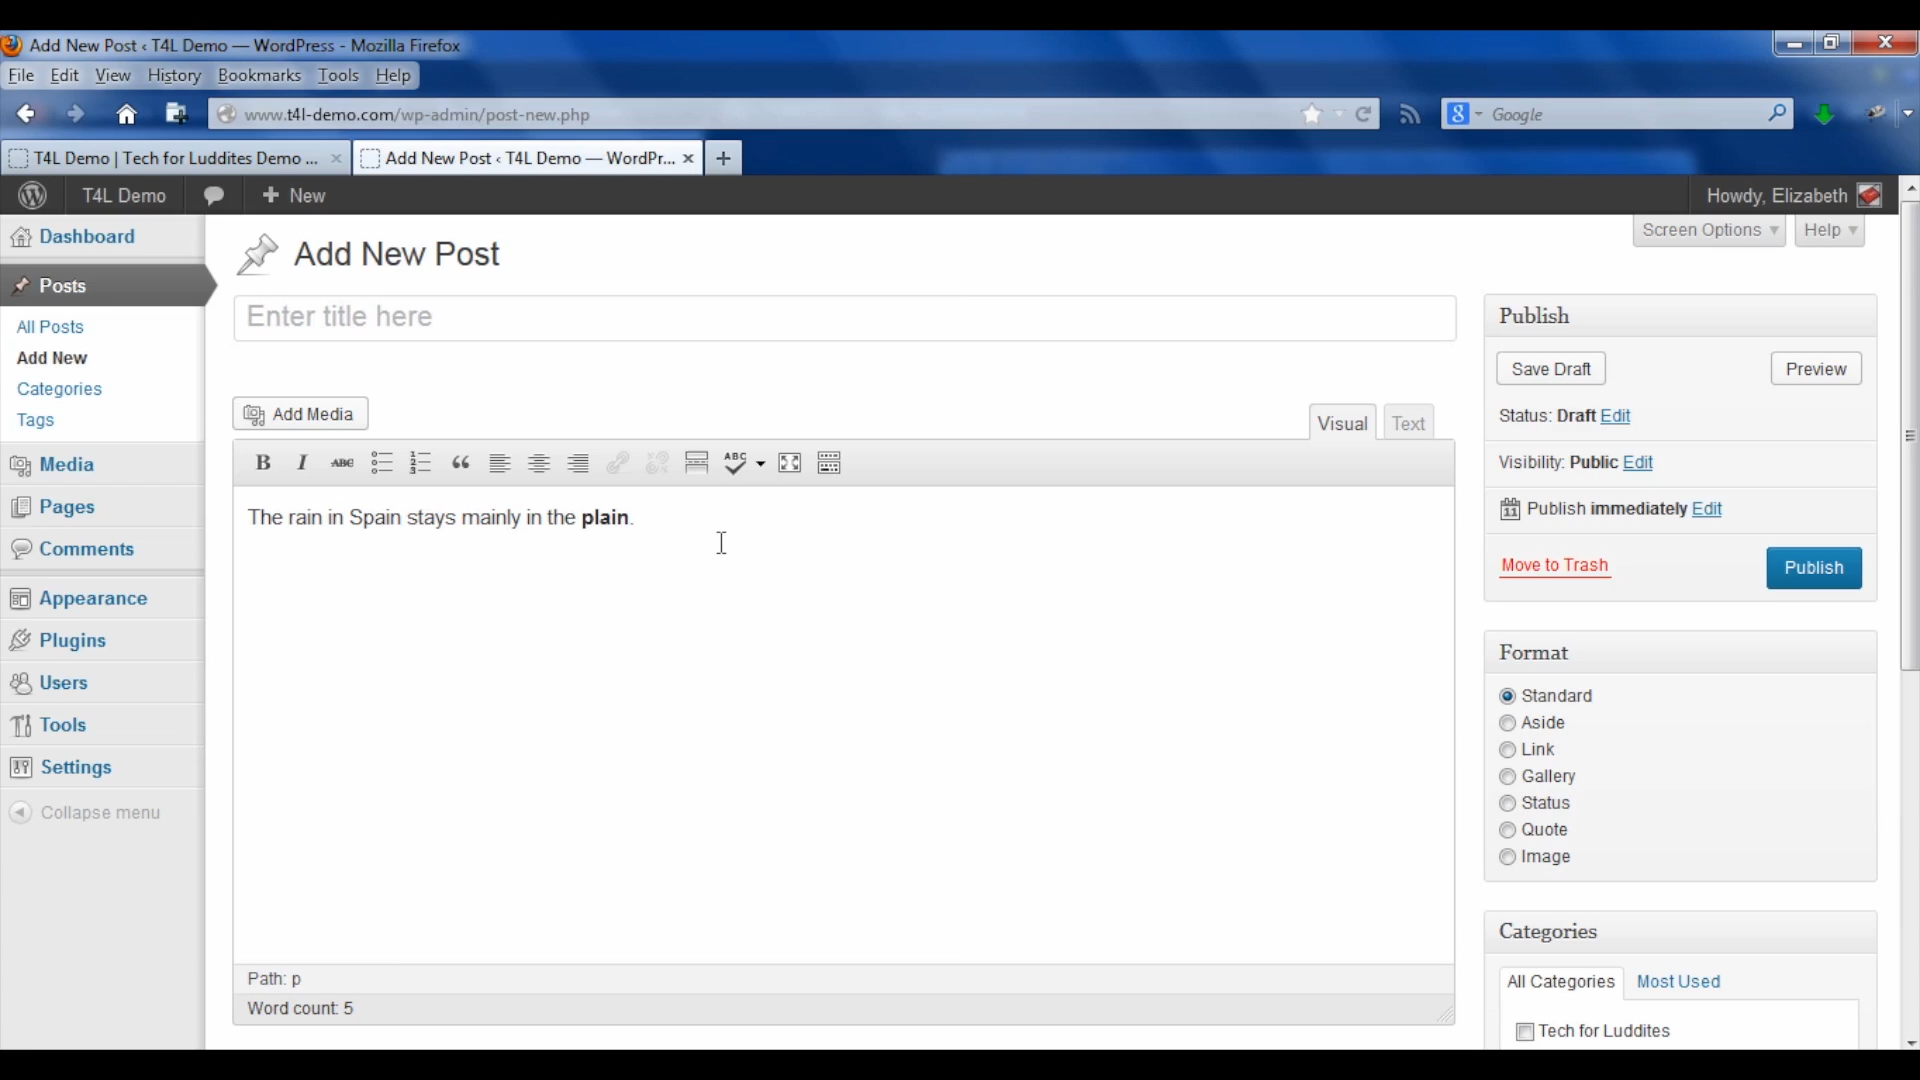 Add New Post ‹ T4L Demo — WordPress - Mozilla Firefox
File Edit View History Bookmarks Tools Help
www.t4l-demo.com/wp-admin/post-new.php
Google
T4L Demo | Tech for Luddites Demo ...
Add New Post ‹ T4L Demo — WordPr...
T4L Demo
New
Howdy, Elizabeth
Screen Options
Help
Dashboard
Posts
All Posts
Add New
Categories
Tags
Media
Pages
Comments
Appearance
Plugins
Users
Tools
Settings
Collapse menu
Add New Post
Enter title here
Add Media
Visual
Text
B I ABC
ABC
The rain in Spain stays mainly in the plain.
Path: p
Word count: 5
Publish
Save Draft
Preview
Status: Draft Edit
Visibility: Public Edit
11 Publish immediately Edit
Move to Trash
Publish
Format
Standard
Aside
Link
Gallery
Status
Quote
Image
Categories
All Categories
Most Used
Tech for Luddites